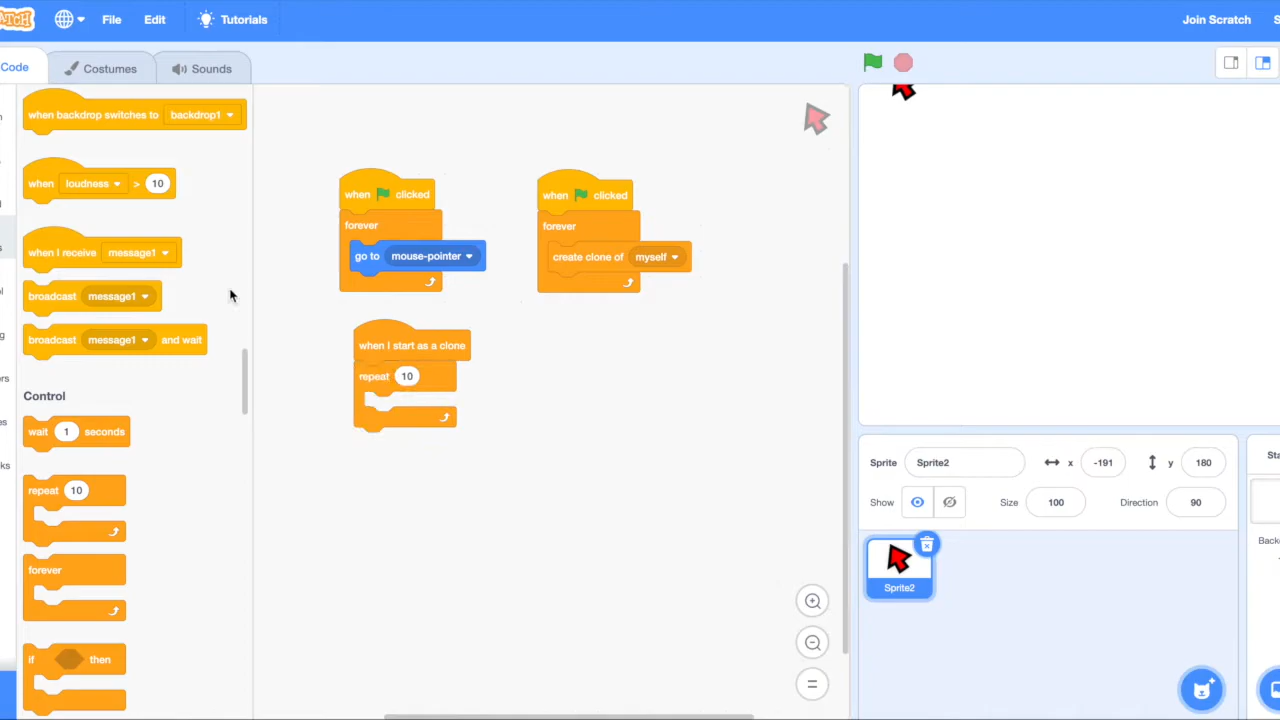 ATCH
File
Edit
Tutorials
Join Scratch
S
Code
Costumes
Sounds
when backdrop switches to backdrop1
when loudness > 10
when I receive message1
broadcast message1
broadcast message1 and wait
Control
wait 1 seconds
repeat 10
forever
if then
when clicked
forever
go to mouse-pointer
when clicked
forever
create clone of myself
when I start as a clone
repeat 10
Sprite Sprite2 x -191 y 180
Show Size 100 Direction 90
Sprite2
Sta
Back